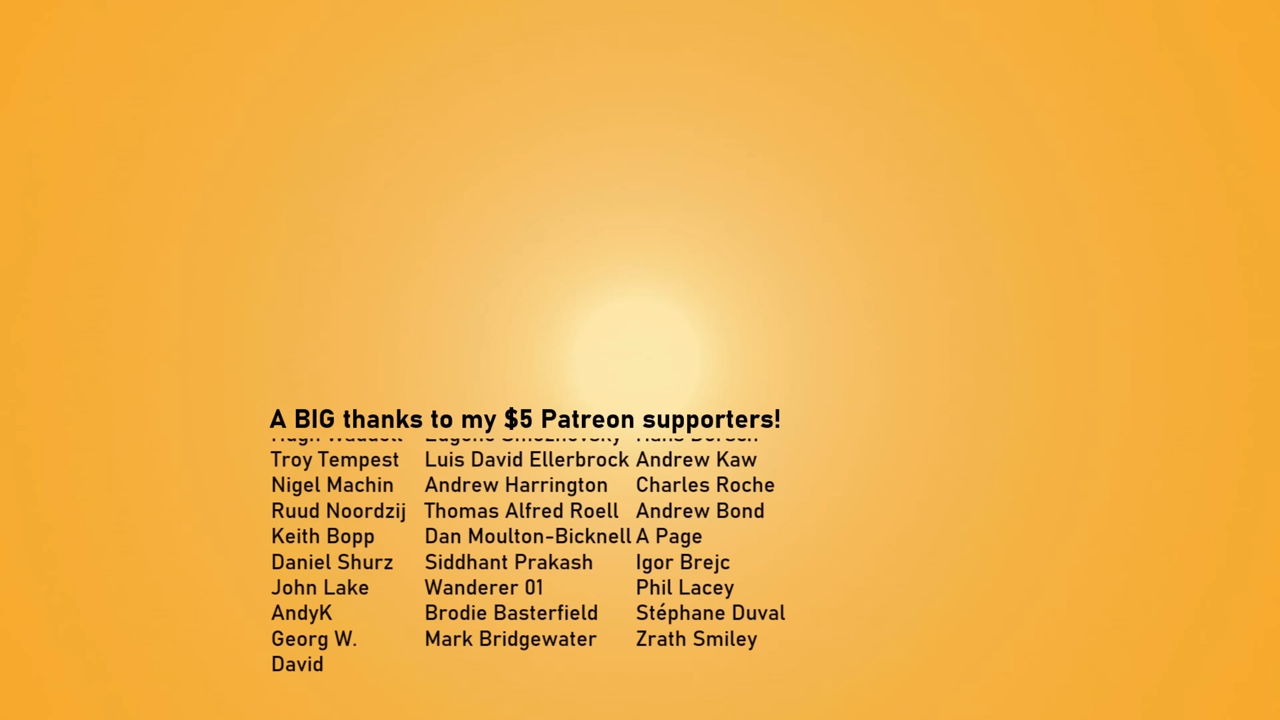 A BIG thanks to my $5 Patreon supporters!
Troy Tempest Luis David Ellerbrock Andrew Kaw
Nigel Machin Andrew Harrington Charles Roche
Ruud Noordzij Thomas Alfred Roell Andrew Bond
Keith Bopp Dan Moulton-Bicknell A Page
Daniel Shurz Siddhant Prakash Igor Brejc
John Lake Wanderer 01 Phil Lacey
AndyK Brodie Basterfield Stéphane Duval
Georg W. Mark Bridgewater Zrath Smiley
David